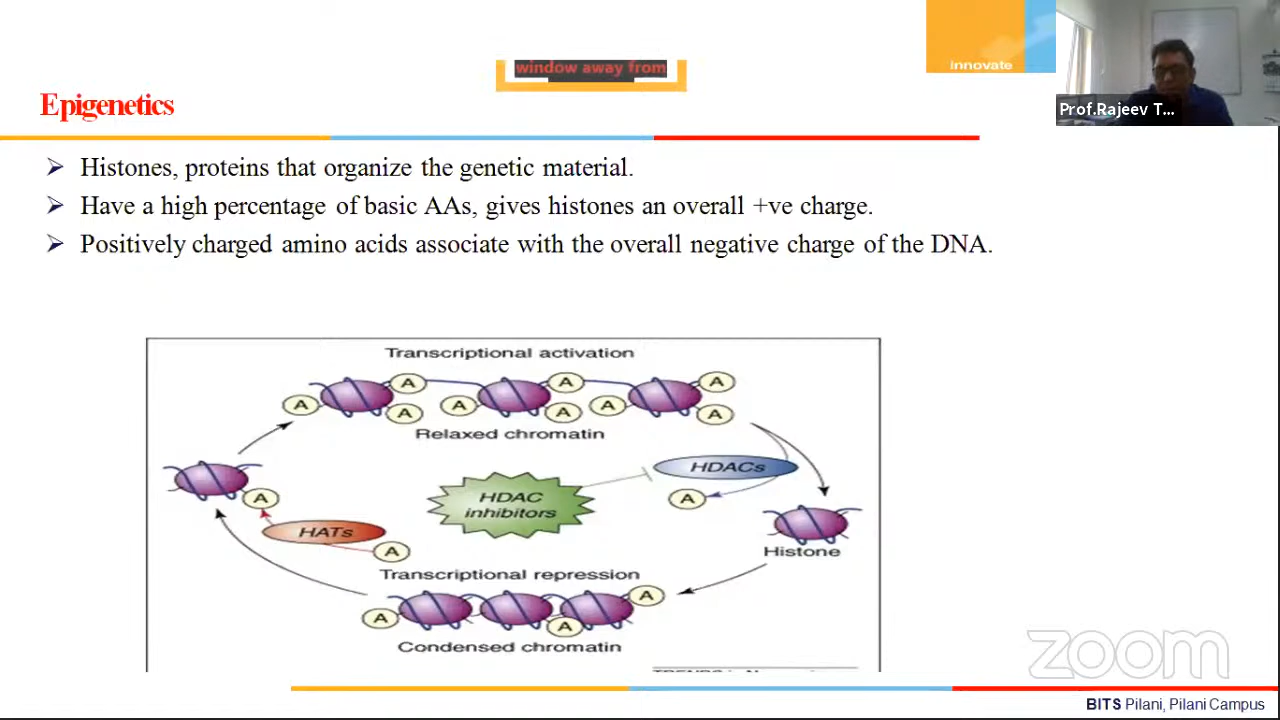 innovate
window away from
Prof.Rajeev T...
Epigenetics
Histones, proteins that organize the genetic material.
Have a high percentage of basic AAs, gives histones an overall +ve charge.
Positively charged amino acids associate with the overall negative charge of the DNA.
Transcriptional activation
A A A
A A A A A A
Relaxed chromatin
HDACs
HDAC
inhibitors
A
A
HATs
A
Histone
Transcriptional repression
A
A
A
Condensed chromatin
zoom
BITS Pilani, Pilani Campus